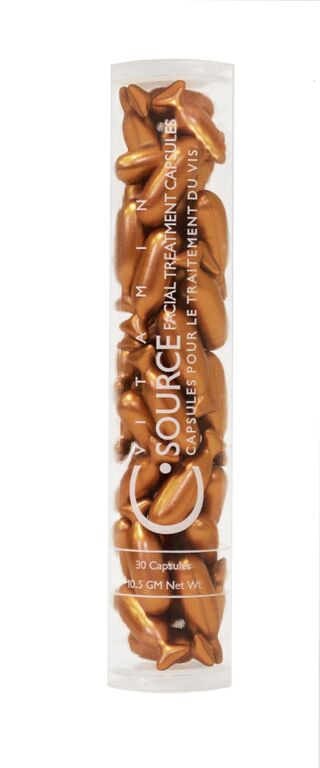 VITAMIN
C·SOURCE FACIAL TREATMENT CAPSULES
CAPSULES POUR LE TRAITEMENT DU VIS
30 Capsules
10.5 GM Net Wt